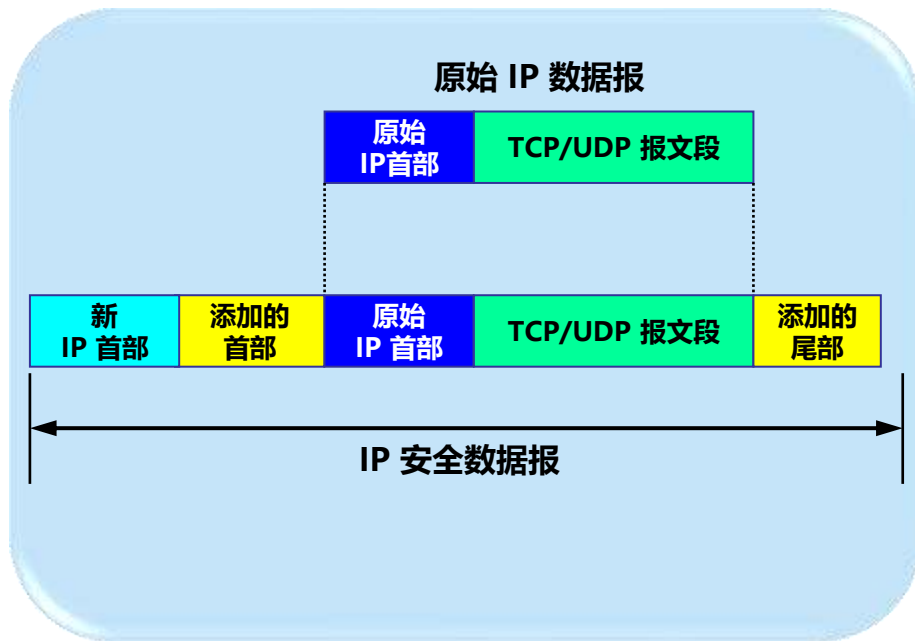 原始 IP 数据报
原始
IP首部
TCP/UDP 报文段
新
IP 首部
添加的
首部
原始
IP 首部
TCP/UDP 报文段
添加的
尾部
IP 安全数据报